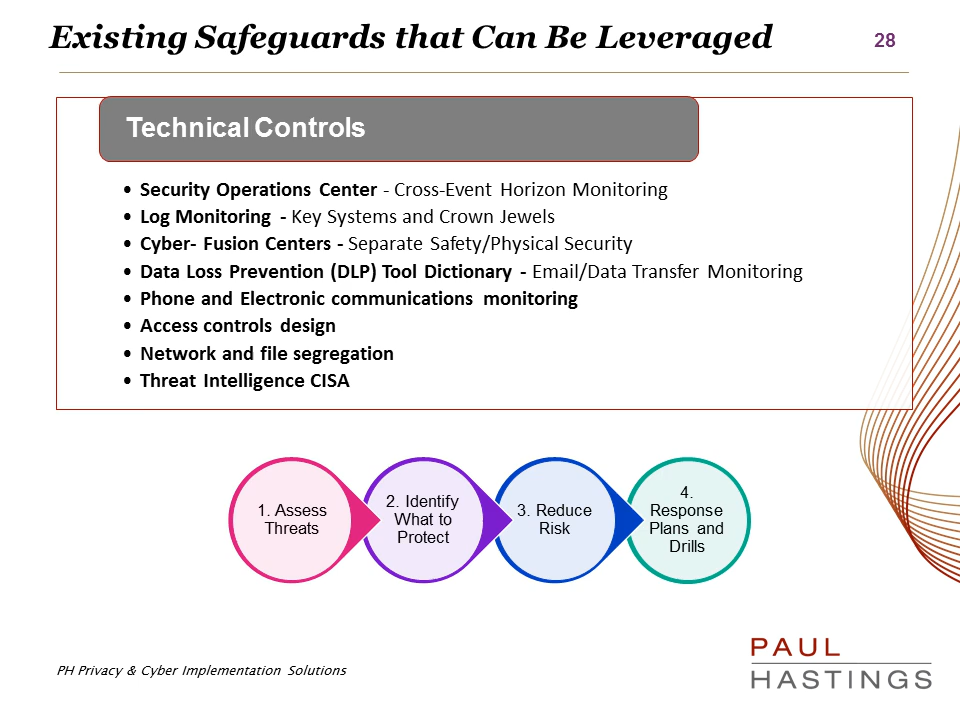 Existing Safeguards that Can Be Leveraged
28
Technical Controls
• Security Operations Center - Cross-Event Horizon Monitoring
• Log Monitoring - Key Systems and Crown Jewels
• Cyber- Fusion Centers - Separate Safety/Physical Security
• Data Loss Prevention (DLP) Tool Dictionary - Email/Data Transfer Monitoring
• Phone and Electronic communications monitoring
• Access controls design
• Network and file segregation
• Threat Intelligence CISA
1. Assess
Threats
2. Identify
What to
Protect
3. Reduce
Risk
4.
Response
Plans and
Drills
PH Privacy & Cyber Implementation Solutions
PAUL
HASTINGS